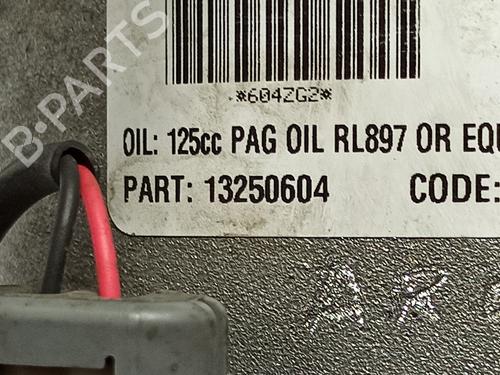 *604ZG2*
OIL: 125cc PAG OIL RL897 OR EQU
PART: 13250604 CODE:
B-PARTS